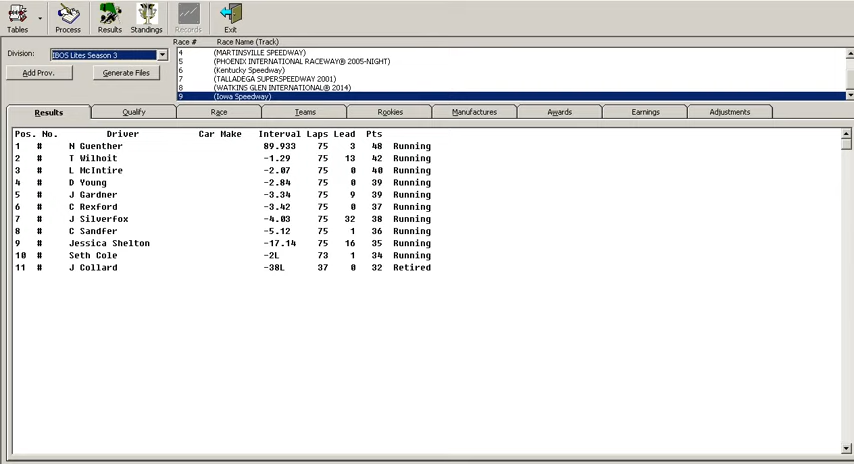 Tables Process Results Standings Records Exit
Race # Race Name (Track)
Division: IBOS Lites Season 3
4 (MARTINSVILLE SPEEDWAY)
5 (PHOENIX INTERNATIONAL RACEWAY® 2005-NIGHT)
6 (Kentucky Speedway)
7 (TALLADEGA SUPERSPEEDWAY 2001)
8 (WATKINS GLEN INTERNATIONAL® 2014)
9 (Iowa Speedway)
Add Prov. Generate Files
Results Qualify Race Teams Rookies Manufactures Awards Earnings Adjustments
Pos. No. Driver Car Make Interval Laps Lead Pts
1 # N Guenther 89.933 75 3 48 Running
2 # T Wilhoit -1.29 75 13 42 Running
3 # L McIntire -2.07 75 0 40 Running
4 # D Young -2.84 75 0 39 Running
5 # J Gardner -3.34 75 9 39 Running
6 # C Rexford -3.42 75 0 37 Running
7 # J Silverfox -4.03 75 32 38 Running
8 # C Sandfer -5.12 75 1 36 Running
9 # Jessica Shelton -17.14 75 16 35 Running
10 # Seth Cole -2L 73 1 34 Running
11 # J Collard -38L 37 0 32 Retired